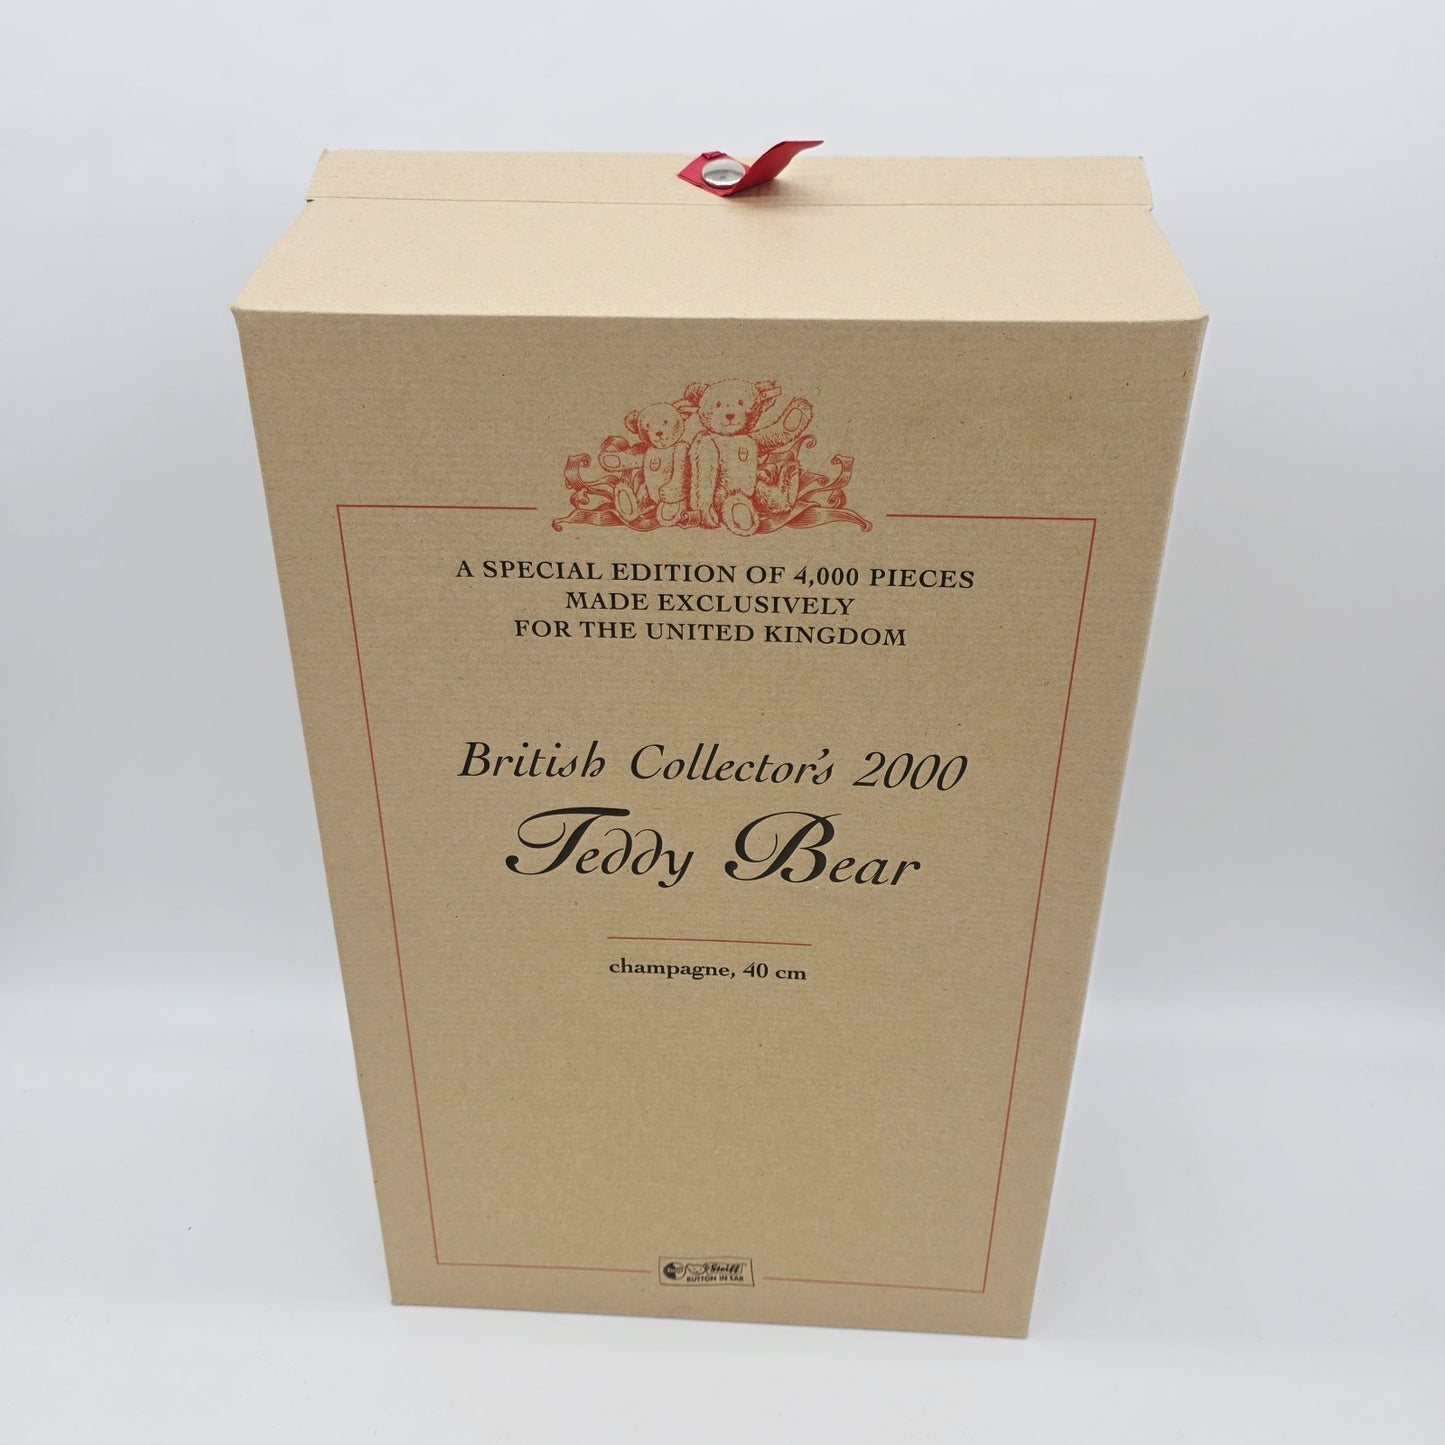 A SPECIAL EDITION OF 4,000 PIECES
MADE EXCLUSIVELY
FOR THE UNITED KINGDOM
British Collector's 2000
Teddy Bear
champagne, 40 cm
Steiff
BUTTON IN EAR